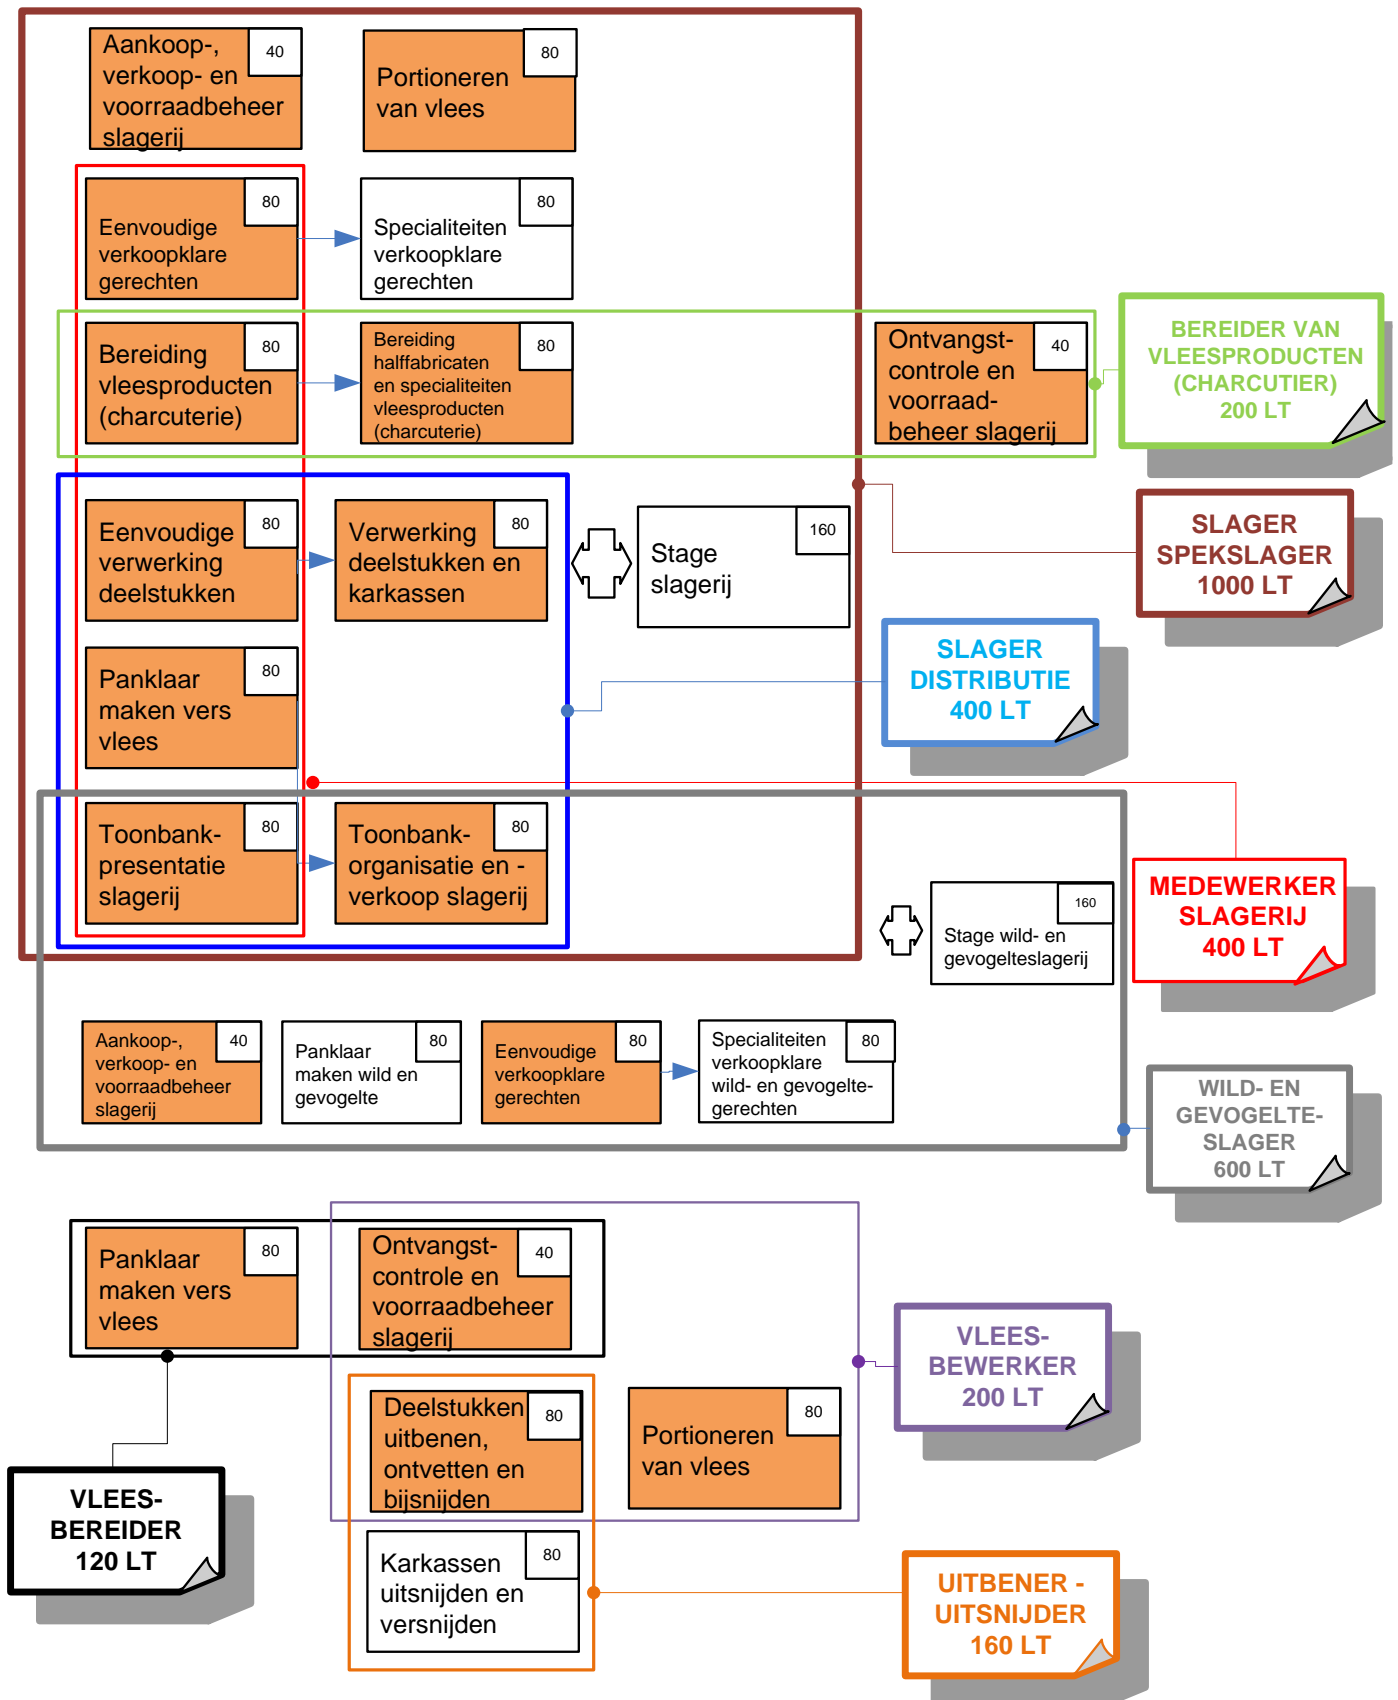 Aankoop-,
verkoop- en
voorraadbeheer
slagerij
40
Portioneren
van vlees
80
Eenvoudige
verkoopklare
gerechten
80
Specialiteiten
verkoopklare
gerechten
80
Bereiding
vleesproducten
(charcuterie)
80
Bereiding
halffabricaten
en specialiteiten
vleesproducten
(charcuterie)
80
Ontvangst-
controle en
voorraad-
beheer slagerij
40
BEREIDER VAN
VLEESPRODUCTEN
(CHARCUTIER)
200 LT
Eenvoudige
verwerking
deelstukken
80
Verwerking
deelstukken en
karkassen
80
Stage
slagerij
160
SLAGER
SPEKSLAGER
1000 LT
Panklaar
maken vers
vlees
80
SLAGER
DISTRIBUTIE
400 LT
Toonbank-
presentatie
slagerij
80
Toonbank-
organisatie en -
verkoop slagerij
80
Stage wild- en
gevogelteslagerij
160
MEDEWERKER
SLAGERIJ
400 LT
Aankoop-,
verkoop- en
voorraadbeheer
slagerij
40
Panklaar
maken wild en
gevogelte
80
Eenvoudige
verkoopklare
gerechten
80
Specialiteiten
verkoopklare
wild- en gevogelte-
gerechten
80
WILD- EN
GEVOGELTE-
SLAGER
600 LT
Panklaar
maken vers
vlees
80
Ontvangst-
controle en
voorraadbeheer
slagerij
40
VLEES-
BEWERKER
200 LT
Deelstukken
uitbenen,
ontvetten en
bijsnijden
80
Portioneren
van vlees
80
VLEES-
BEREIDER
120 LT
Karkassen
uitsnijden en
versnijden
80
UITBENER -
UITSNIJDER
160 LT